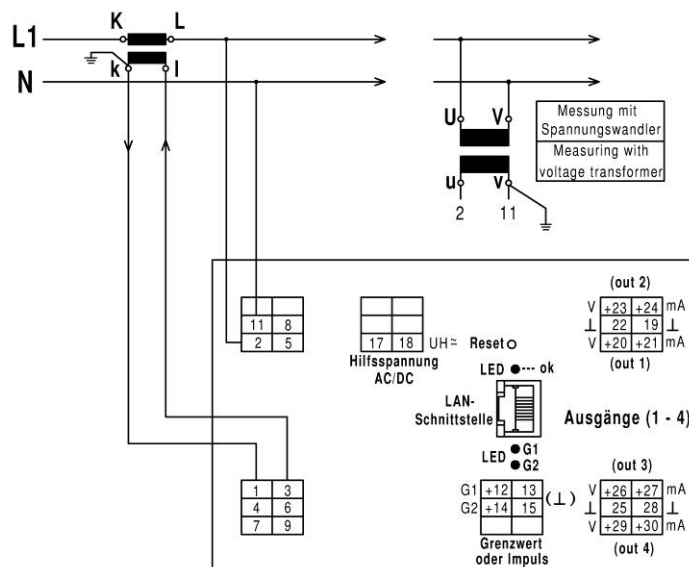 K L
L1
k l
N
U V
Messung mit
Spannungswandler
Measuring with
voltage transformer
u v
2 11
11 8
2 5
17 18 UH≂
Hilfsspannung
AC/DC
Reset
LED --- ok
LAN-
Schnittstelle
LED G1
G2
(out 2)
V +23 +24 mA
⊥ 22 19 ⊥
V +20 +21 mA
(out 1)
Ausgänge (1 - 4)
1 3
4 6
7 9
G1 +12 13
G2 +14 15
(⊥)
Grenzwert
oder Impuls
(out 3)
V +26 +27 mA
⊥ 25 28 ⊥
V +29 +30 mA
(out 4)